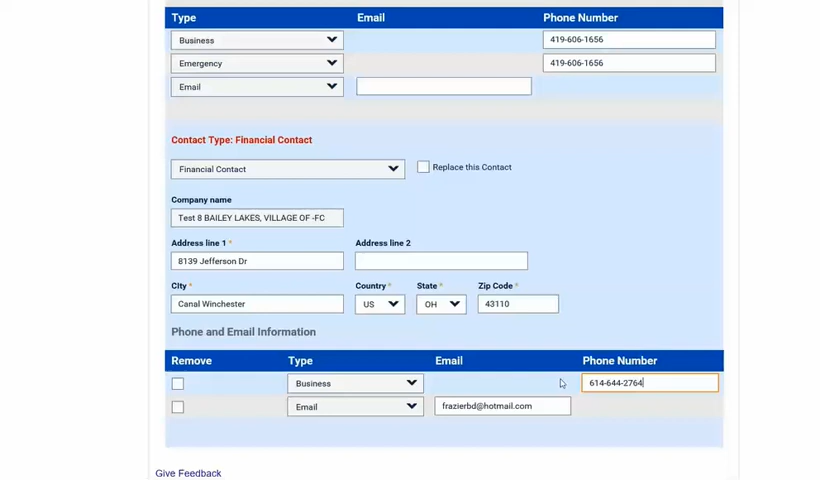 Type Email Phone Number
Business 419-606-1656
Emergency 419-606-1656
Email
Contact Type: Financial Contact
Financial Contact Replace this Contact
Company name
Test 8 BAILEY LAKES, VILLAGE OF -FC
Address line 1 * Address line 2
8139 Jefferson Dr
City * Country * State * Zip Code *
Canal Winchester US OH 43110
Phone and Email Information
Remove Type Email Phone Number
Business 614-644-2764
Email frazierbd@hotmail.com
Give Feedback